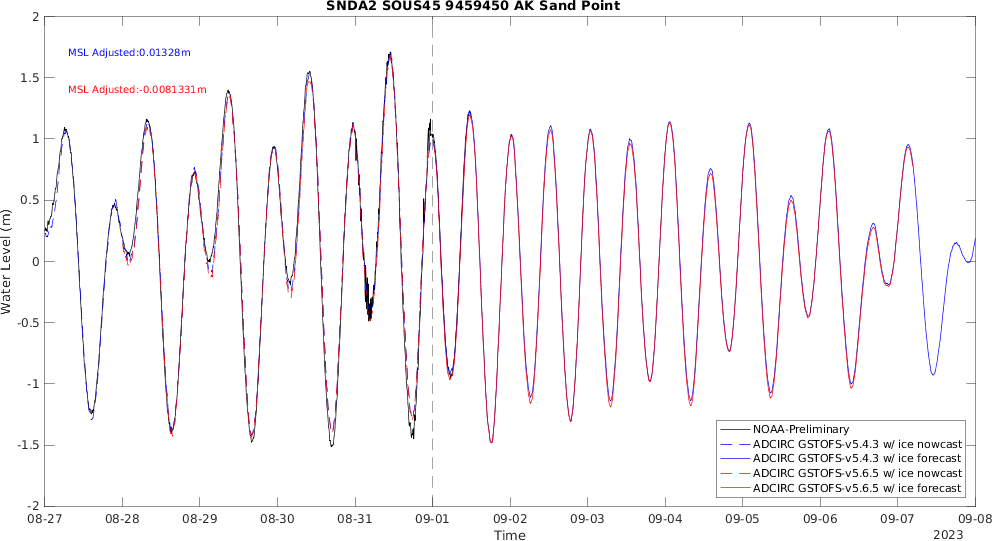 SNDA2 SOUS45 9459450 AK Sand Point
MSL Adjusted:0.01328m
MSL Adjusted:-0.0081331m
Water Level (m)
2
1.5
1
0.5
0
-0.5
-1
-1.5
-2
NOAA-Preliminary
ADCIRC GSTOFS-v5.4.3 w/ ice nowcast
ADCIRC GSTOFS-v5.4.3 w/ ice forecast
ADCIRC GSTOFS-v5.6.5 w/ ice nowcast
ADCIRC GSTOFS-v5.6.5 w/ ice forecast
08-27 08-28 08-29 08-30 08-31 09-01 09-02 09-03 09-04 09-05 09-06 09-07 09-08
Time
2023